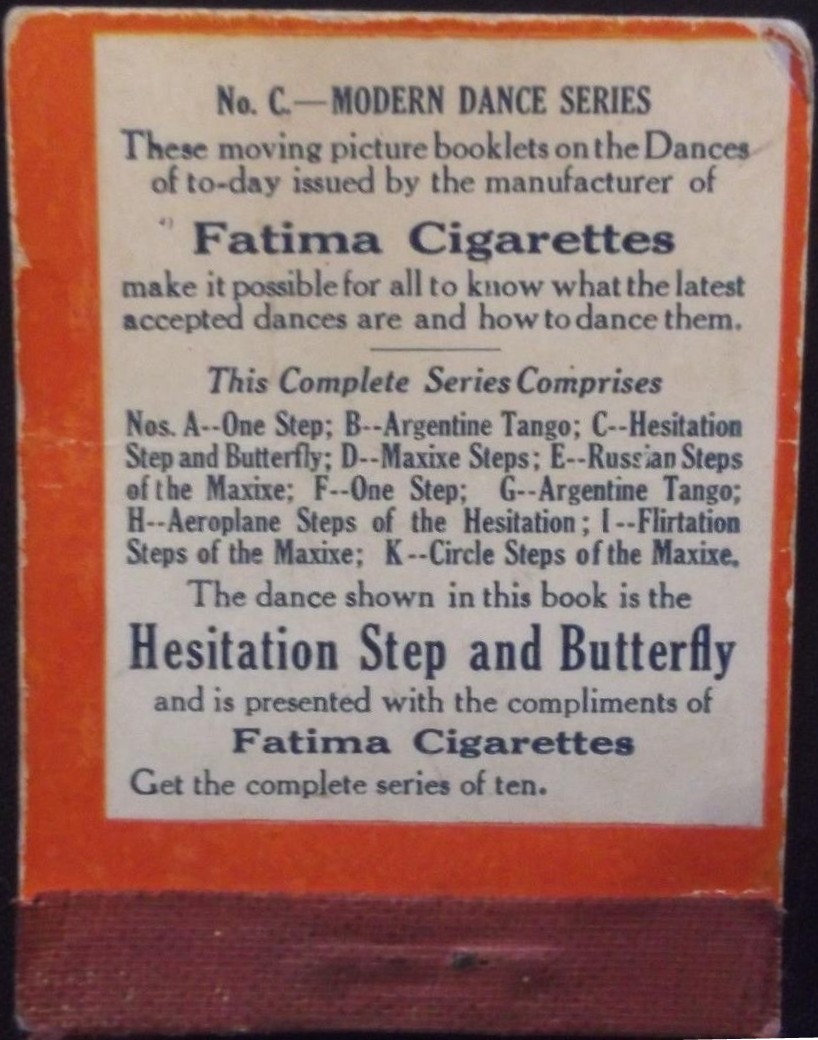 No. C.—MODERN DANCE SERIES
These moving picture booklets on the Dances
of to-day issued by the manufacturer of
Fatima Cigarettes
make it possible for all to know what the latest
accepted dances are and how to dance them.
This Complete Series Comprises
Nos. A--One Step; B--Argentine Tango; C--Hesitation
Step and Butterfly; D--Maxixe Steps; E--Russian Steps
of the Maxixe; F--One Step; G--Argentine Tango;
H--Aeroplane Steps of the Hesitation; I--Flirtation
Steps of the Maxixe; K--Circle Steps of the Maxixe.
The dance shown in this book is the
Hesitation Step and Butterfly
and is presented with the compliments of
Fatima Cigarettes
Get the complete series of ten.